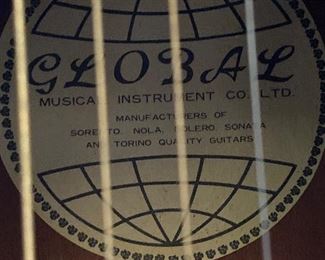 GLOBAL
MUSICAL INSTRUMENT CO., LTD.
MANUFACTURERS OF
SORENTO, NOLA, BOLERO, SONATA
AND TORINO QUALITY GUITARS